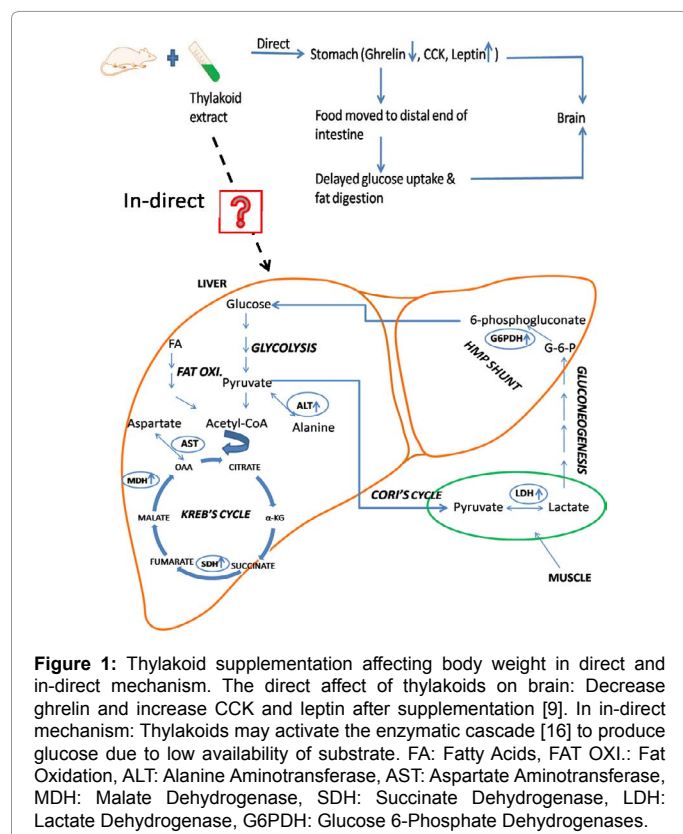 Direct
Stomach (Ghrelin ↓, CCK, Leptin ↑ )
Thylakoid
extract
Food moved to distal end of
intestine
Brain
Delayed glucose uptake &
fat digestion
In-direct
?
LIVER
Glucose
6-phosphogluconate
G6PDH↑
G-6-P
HMP SHUNT
GLUCONEOGENESIS
FA
GLYCOLYSIS
FAT OXI.
Pyruvate
ALT↑
Alanine
Aspartate
Acetyl-CoA
AST
OAA
CITRATE
MDH↑
CORI'S CYCLE
MALATE
KREB'S CYCLE
α-KG
FUMARATE
SDH↑
SUCCINATE
Pyruvate
LDH↑
Lactate
MUSCLE
Figure 1: Thylakoid supplementation affecting body weight in direct and
in-direct mechanism. The direct affect of thylakoids on brain: Decrease
ghrelin and increase CCK and leptin after supplementation [9]. In in-direct
mechanism: Thylakoids may activate the enzymatic cascade [16] to produce
glucose due to low availability of substrate. FA: Fatty Acids, FAT OXI.: Fat
Oxidation, ALT: Alanine Aminotransferase, AST: Aspartate Aminotransferase,
MDH: Malate Dehydrogenase, SDH: Succinate Dehydrogenase, LDH:
Lactate Dehydrogenase, G6PDH: Glucose 6-Phosphate Dehydrogenases.